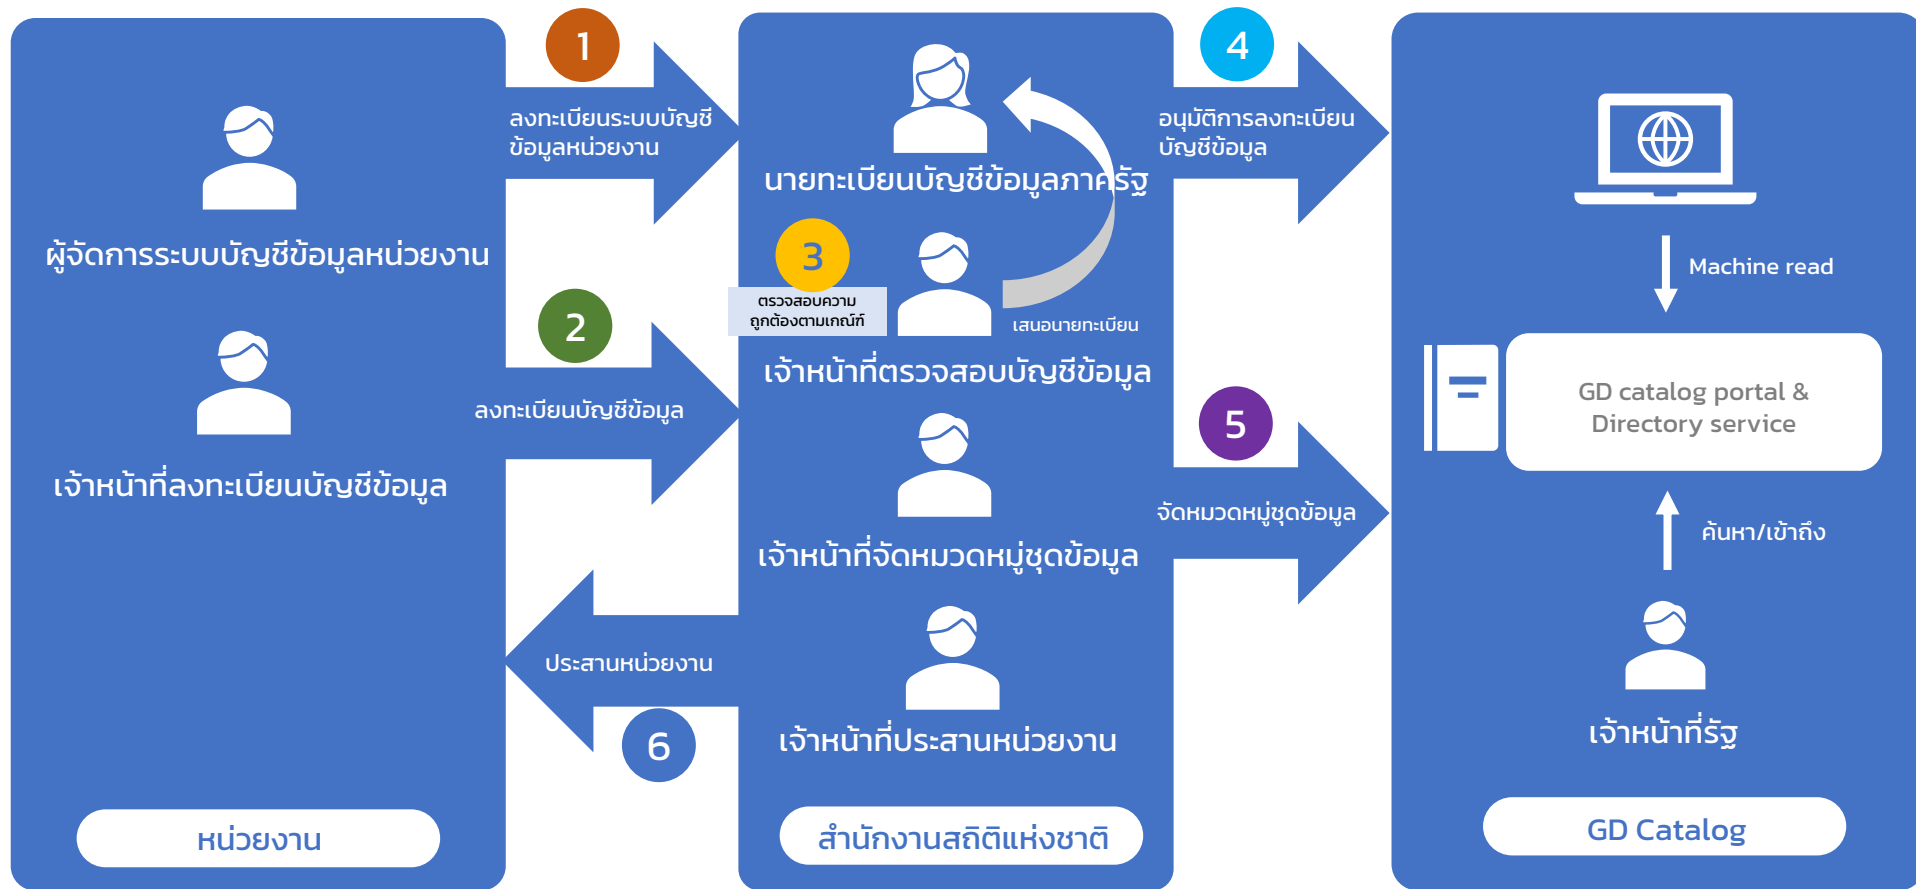 1
ลงทะเบียนระบบบัญชี
ข้อมูลหน่วยงาน
ผู้จัดการระบบบัญชีข้อมูลหน่วยงาน
2
ลงทะเบียนบัญชีข้อมูล
เจ้าหน้าที่ลงทะเบียนบัญชีข้อมูล
หน่วยงาน
นายทะเบียนบัญชีข้อมูลภาครัฐ
3
ตรวจสอบความ
ถูกต้องตามเกณ์ฑ์
เสนอนายทะเบียน
เจ้าหน้าที่ตรวจสอบบัญชีข้อมูล
เจ้าหน้าที่จัดหมวดหมู่ชุดข้อมูล
ประสานหน่วยงาน
6
เจ้าหน้าที่ประสานหน่วยงาน
สำนักงานสถิติแห่งชาติ
4
อนุมัติการลงทะเบียน
บัญชีข้อมูล
5
จัดหมวดหมู่ชุดข้อมูล
Machine read
GD catalog portal &
Directory service
ค้นหา/เข้าถึง
เจ้าหน้าที่รัฐ
GD Catalog